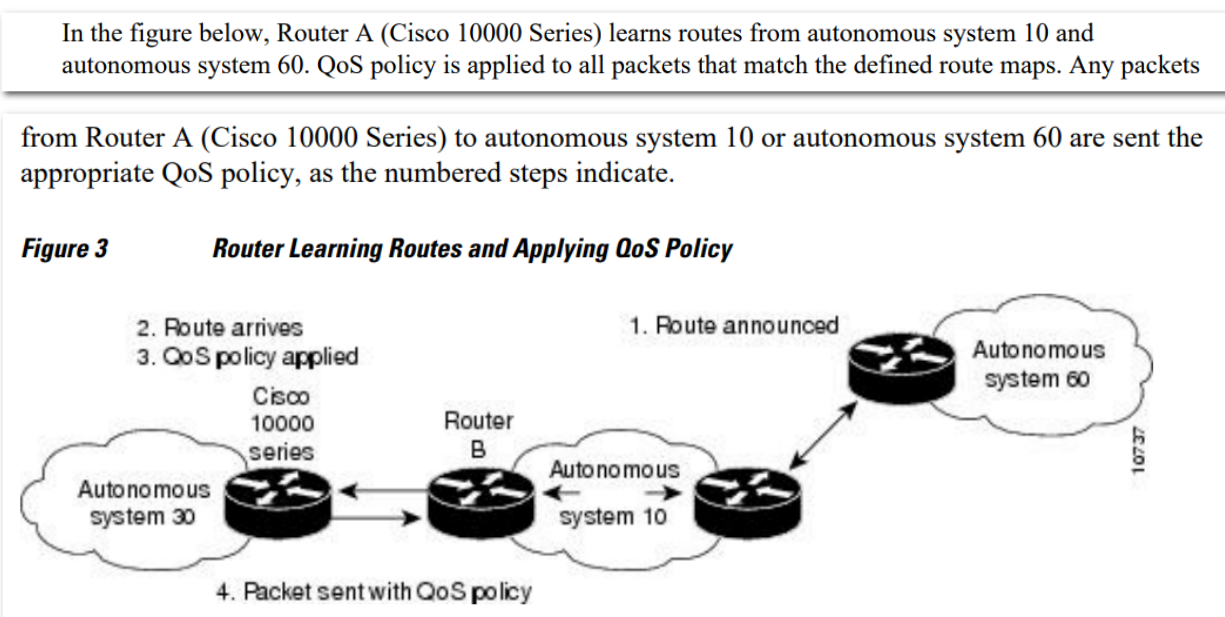 In the figure below, Router A (Cisco 10000 Series) learns routes from autonomous system 10 and
autonomous system 60. QoS policy is applied to all packets that match the defined route maps. Any packets
from Router A (Cisco 10000 Series) to autonomous system 10 or autonomous system 60 are sent the
appropriate QoS policy, as the numbered steps indicate.
Figure 3 Router Learning Routes and Applying QoS Policy
2. Route arrives
3. QoS policy applied
1. Route announced
Cisco
10000
series
Router
B
Autonomous
system 60
Autonomous
system 30
Autonomous
system 10
4. Packet sent with QoS policy
16737